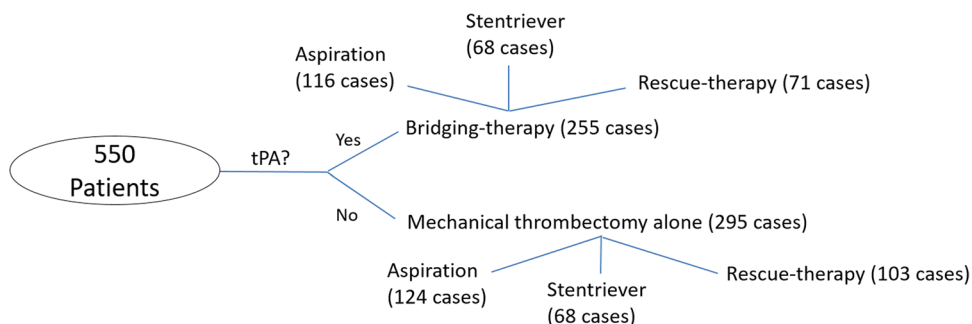 Stentriever
(68 cases)
Aspiration
(116 cases)
Rescue-therapy (71 cases)
Bridging-therapy (255 cases)
Yes
tPA?
550
Patients
No
Mechanical thrombectomy alone (295 cases)
Aspiration
(124 cases)
Stentriever
(68 cases)
Rescue-therapy (103 cases)